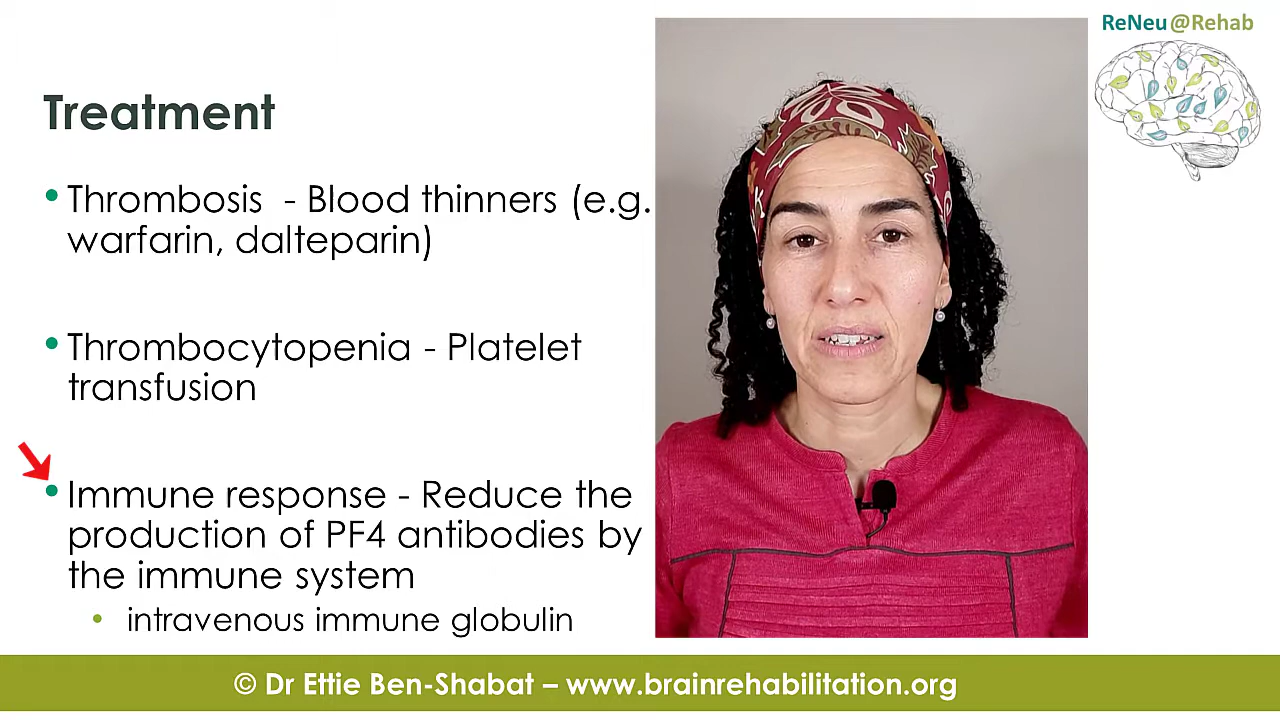 ReNeu@Rehab
Treatment
• Thrombosis - Blood thinners (e.g.
warfarin, dalteparin)
• Thrombocytopenia - Platelet
transfusion
• Immune response - Reduce the
production of PF4 antibodies by
the immune system
• intravenous immune globulin
© Dr Ettie Ben-Shabat – www.brainrehabilitation.org